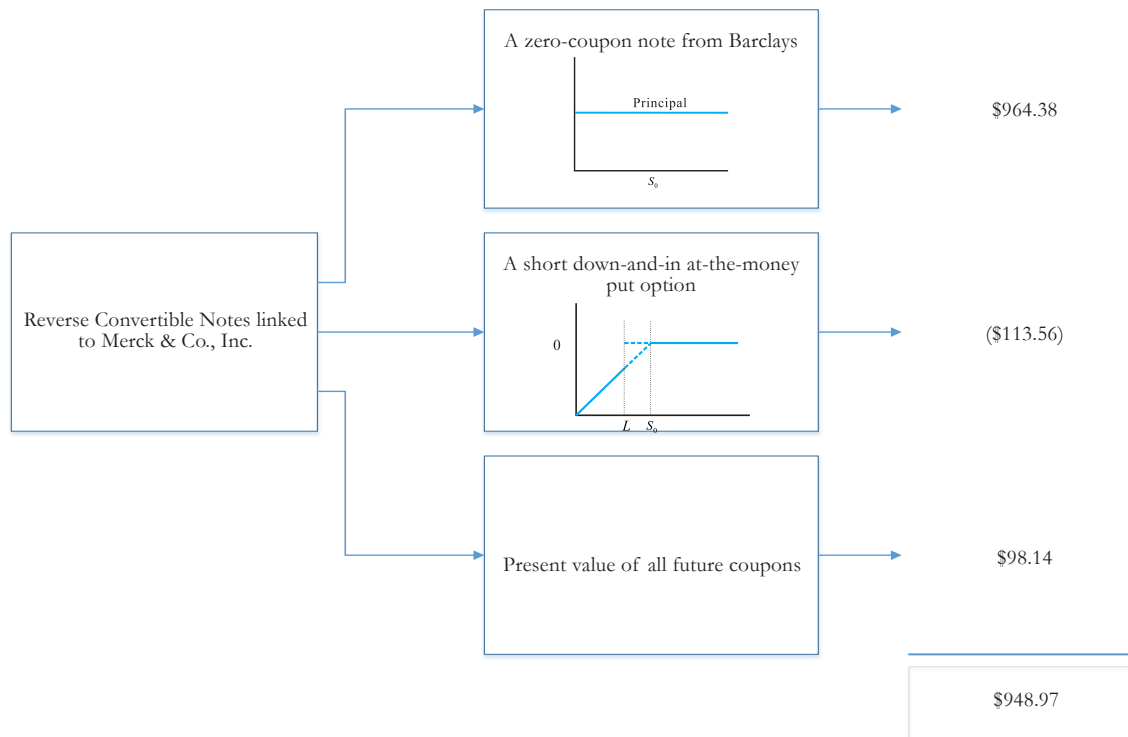 A zero-coupon note from Barclays
Principal
S₀
$964.38
Reverse Convertible Notes linked
to Merck & Co., Inc.
A short down-and-in at-the-money
put option
0
L S₀
($113.56)
Present value of all future coupons
$98.14
$948.97